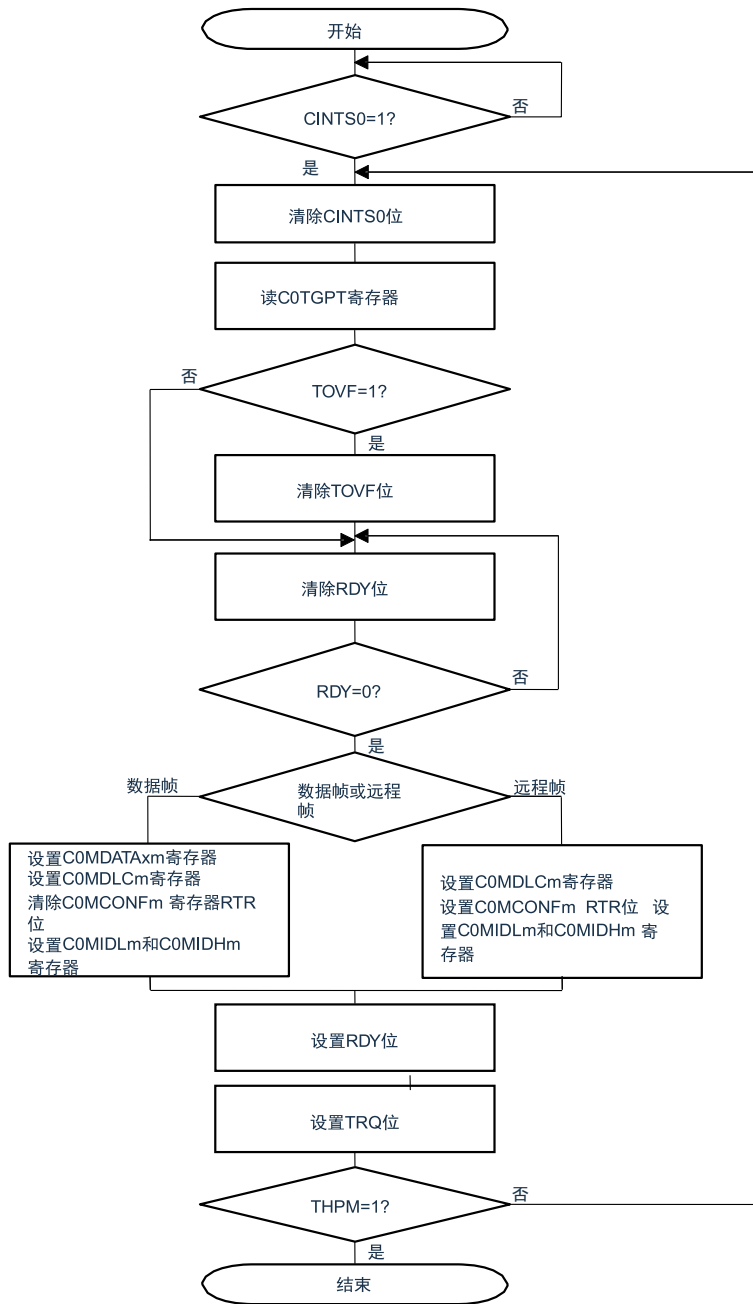 开始
CINTS0=1?
否
是
清除CINTS0位
读C0TGPT寄存器
否
TOVF=1?
是
清除TOVF位
清除RDY位
RDY=0?
否
是
数据帧
数据帧或远程
帧
远程帧
设置C0MDATAxm寄存器
设置C0MDLCm寄存器
清除C0MCONFm 寄存器RTR
位
设置C0MIDLm和C0MIDHm
寄存器
设置C0MDLCm寄存器
设置C0MCONFm RTR位 设
置C0MIDLm和C0MIDHm 寄
存器
设置RDY位
设置TRQ位
THPM=1?
否
是
结束